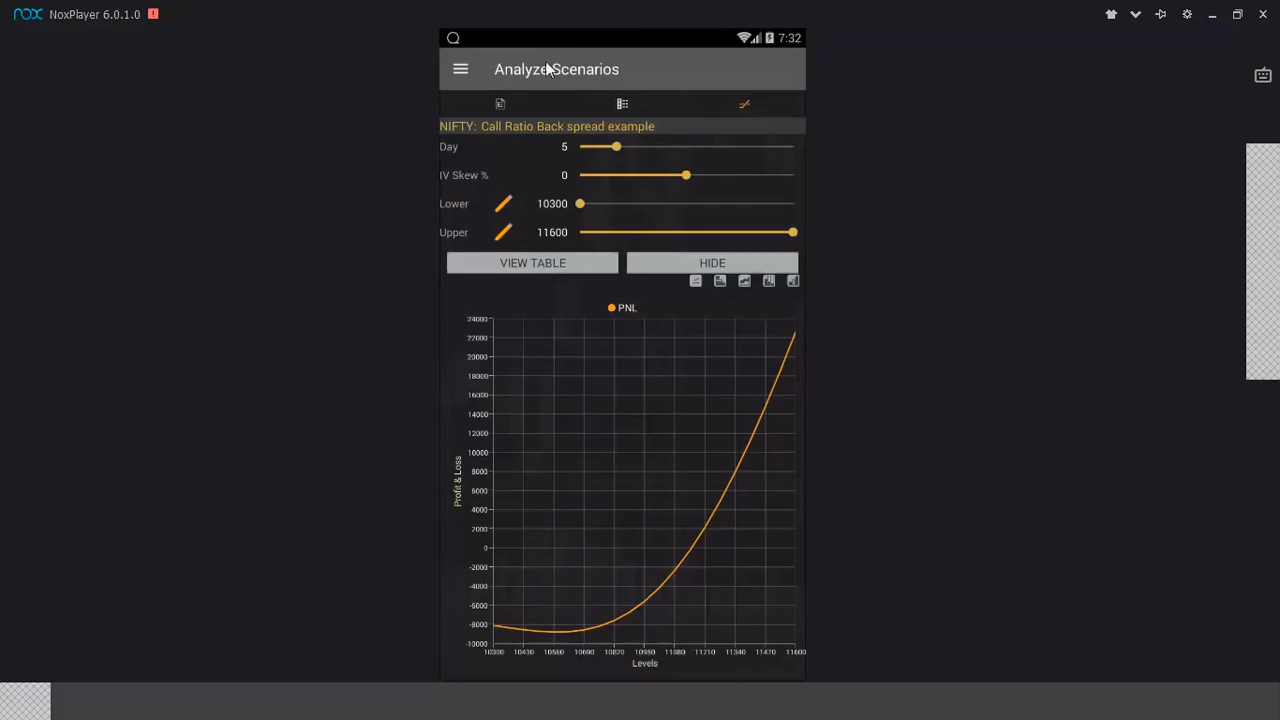 nox NoxPlayer 6.0.1.0
7:32
Analyze Scenarios
NIFTY: Call Ratio Back spread example
Day 5
IV Skew % 0
Lower 10300
Upper 11600
VIEW TABLE HIDE
PNL
24000
22000
20000
18000
16000
14000
12000
10000
8000
6000
4000
2000
0
-2000
-4000
-6000
-8000
-10000
Profit & Loss
10300 10430 10560 10690 10820 10950 11080 11210 11340 11470 11600
Levels